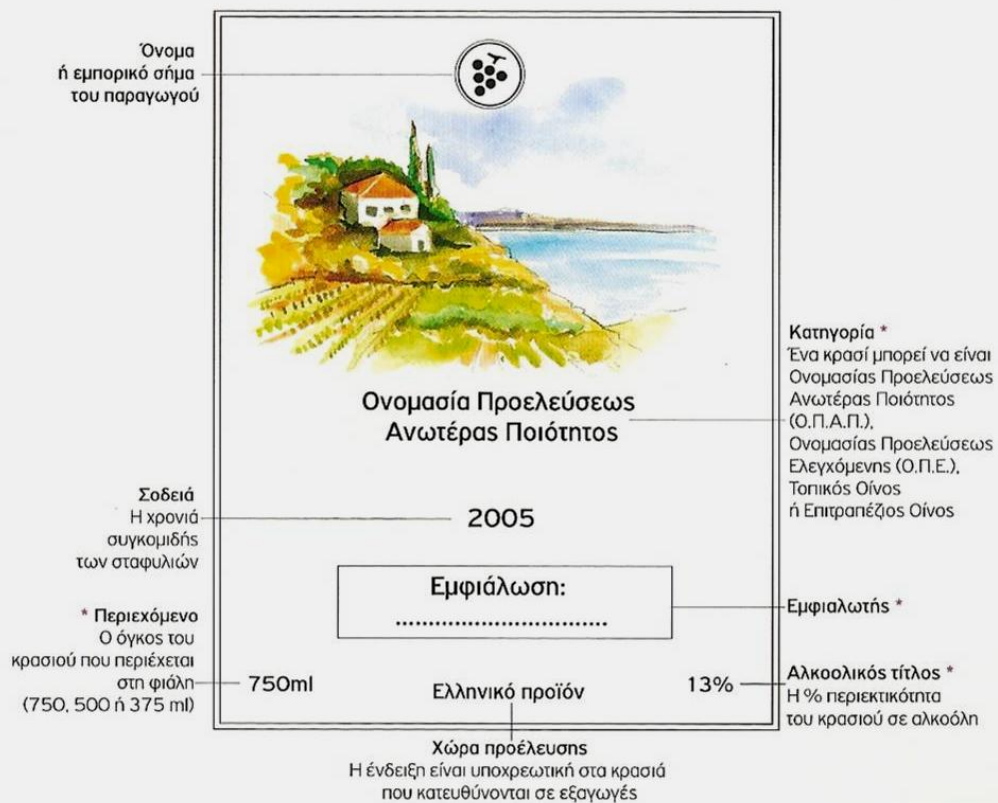 Όνομα
ή εμπορικό σήμα
του παραγωγού
Ονομασία Προελεύσεως
Ανωτέρας Ποιότητος
Κατηγορία *
Ένα κρασί μπορεί να είναι
Ονομασίας Προελεύσεως
Ανωτέρας Ποιότητος
(Ο.Π.Α.Π.),
Ονομασίας Προελεύσεως
Ελεγχόμενης (Ο.Π.Ε.),
Τοπικός Οίνος
ή Επιτραπέζιος Οίνος
Σοδειά
Η χρονιά
συγκομιδής
των σταφυλιών
2005
Εμφιάλωση:
................................
Εμφιαλωτής *
* Περιεχόμενο
Ο όγκος του
κρασιού που περιέχεται
στη φιάλη
(750, 500 ή 375 ml)
750ml
Ελληνικό προϊόν
13%
Αλκοολικός τίτλος *
Η % περιεκτικότητα
του κρασιού σε αλκοόλη
Χώρα προέλευσης
Η ένδειξη είναι υποχρεωτική στα κρασιά
που κατευθύνονται σε εξαγωγές